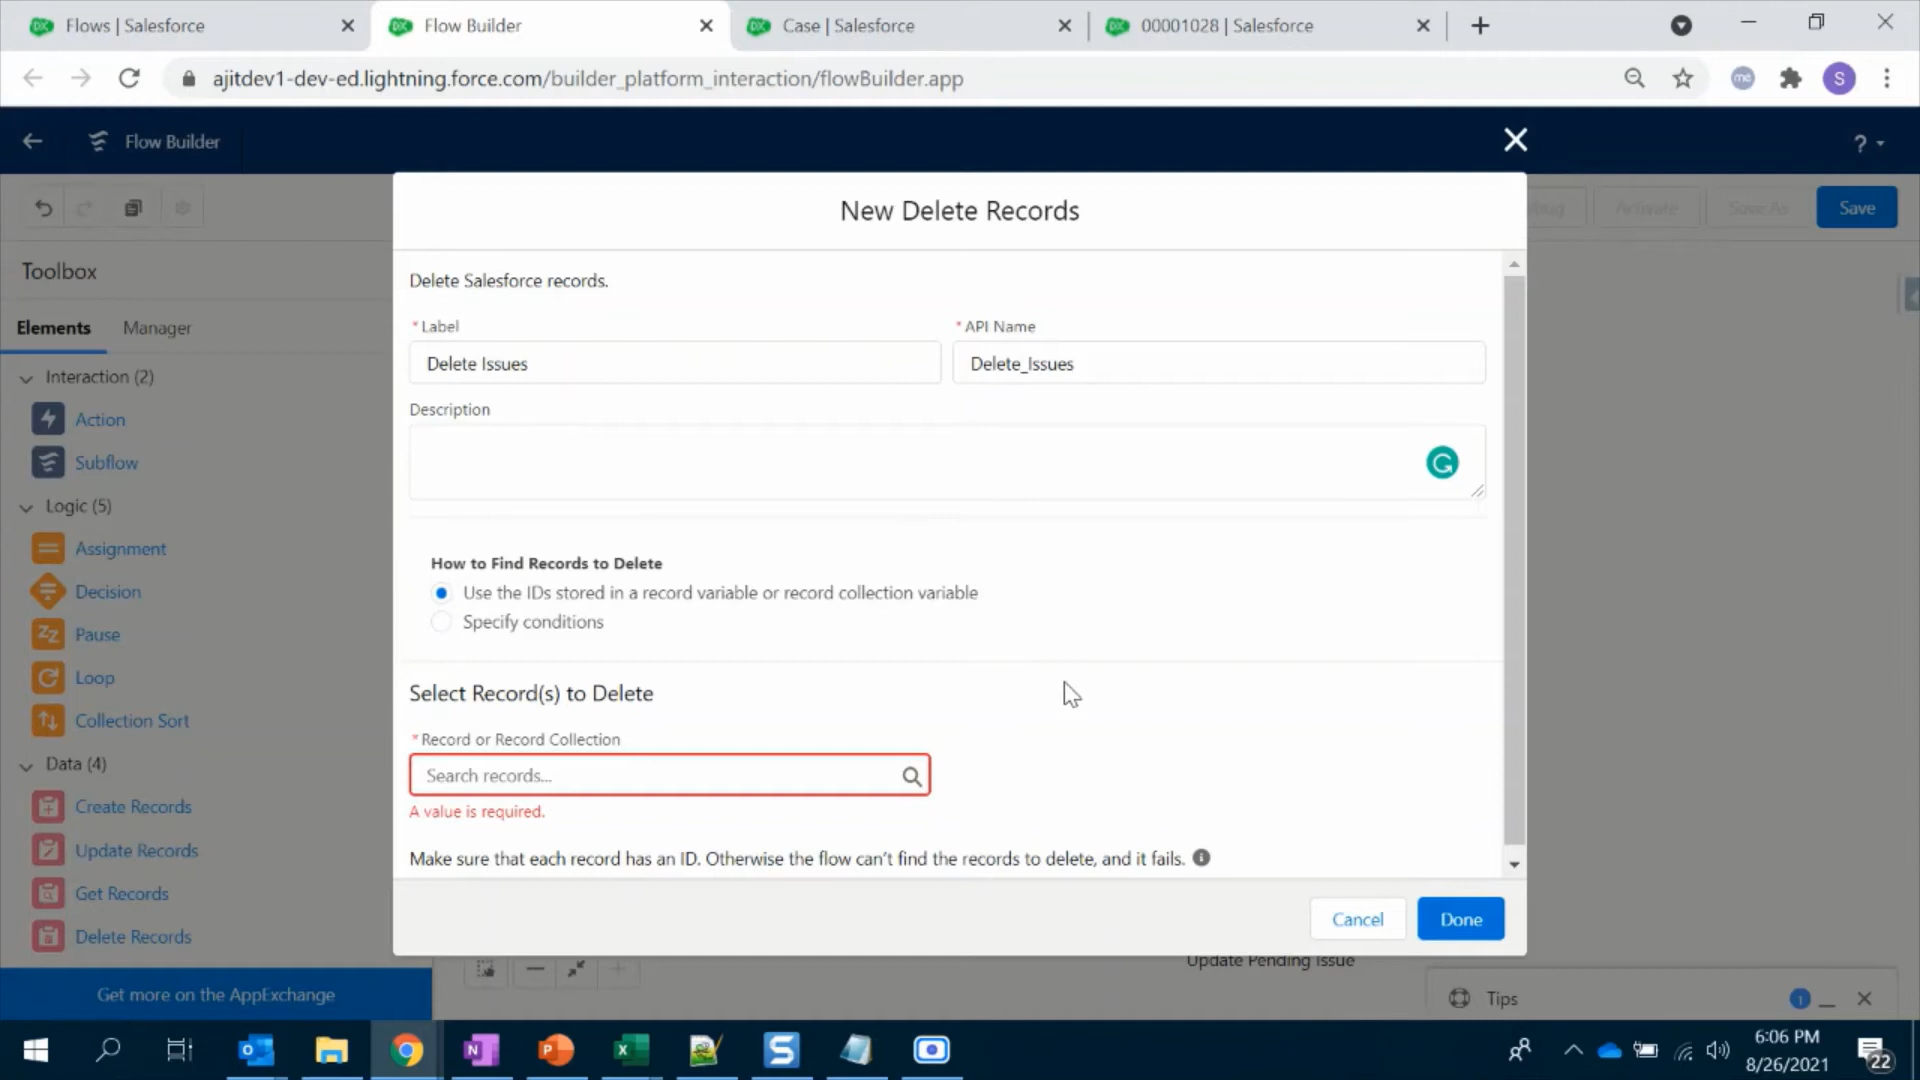 Flows | Salesforce
Flow Builder
Case | Salesforce
00001028 | Salesforce
ajitdev1-dev-ed.lightning.force.com/builder_platform_interaction/flowBuilder.app
me
S
Flow Builder
?
New Delete Records
Activate
Save As
Save
Toolbox
Elements
Manager
Interaction (2)
Action
Subflow
Logic (5)
Assignment
Decision
Pause
Loop
Collection Sort
Data (4)
Create Records
Update Records
Get Records
Delete Records
Get more on the AppExchange
Delete Salesforce records.
* Label
* API Name
Delete Issues
Delete_Issues
Description
How to Find Records to Delete
Use the IDs stored in a record variable or record collection variable
Specify conditions
Select Record(s) to Delete
* Record or Record Collection
Search records...
A value is required.
Make sure that each record has an ID. Otherwise the flow can't find the records to delete, and it fails.
Cancel
Done
Update Pending Issue
Tips
1
6:06 PM
8/26/2021
22